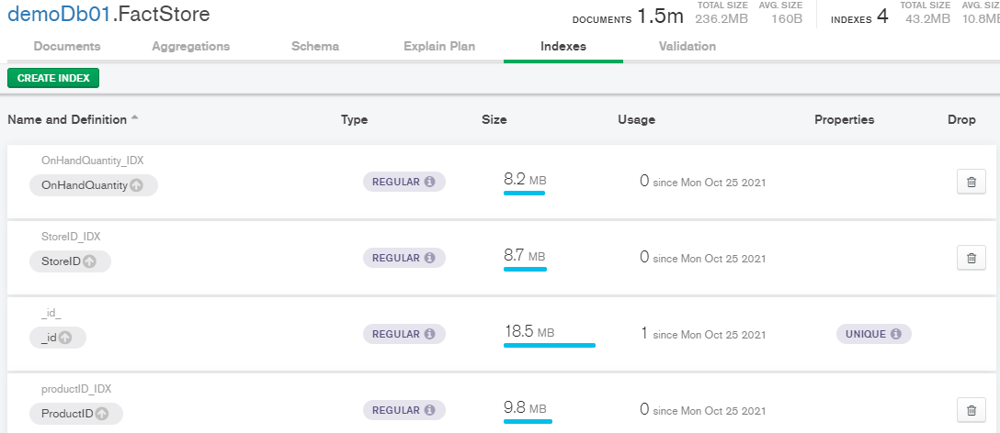 demoDb01.FactStore
DOCUMENTS 1.5m TOTAL SIZE 236.2MB AVG. SIZE 160B INDEXES 4 TOTAL SIZE 43.2MB AVG. SIZ 10.8MB
Documents Aggregations Schema Explain Plan Indexes Validation
CREATE INDEX
Name and Definition Type Size Usage Properties Drop
OnHandQuantity_IDX
OnHandQuantity REGULAR 8.2 MB 0 since Mon Oct 25 2021
StoreID_IDX
StoreID REGULAR 8.7 MB 0 since Mon Oct 25 2021
_id_
_id REGULAR 18.5 MB 1 since Mon Oct 25 2021 UNIQUE
productID_IDX
ProductID REGULAR 9.8 MB 0 since Mon Oct 25 2021